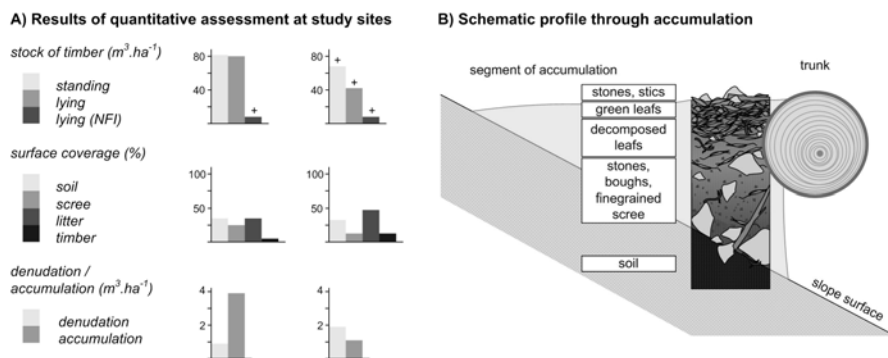 A) Results of quantitative assessment at study sites
stock of timber (m³.ha⁻¹)
standing
lying
lying (NFI)
80
40
+
80
40
+
+
+
surface coverage (%)
soil
scree
litter
timber
100
50
100
50
denudation /
accumulation (m³.ha⁻¹)
denudation
accumulation
4
2
4
2
B) Schematic profile through accumulation
segment of accumulation
trunk
stones, stics
green leafs
decomposed
leafs
stones,
boughs,
finegrained
scree
soil
slope surface